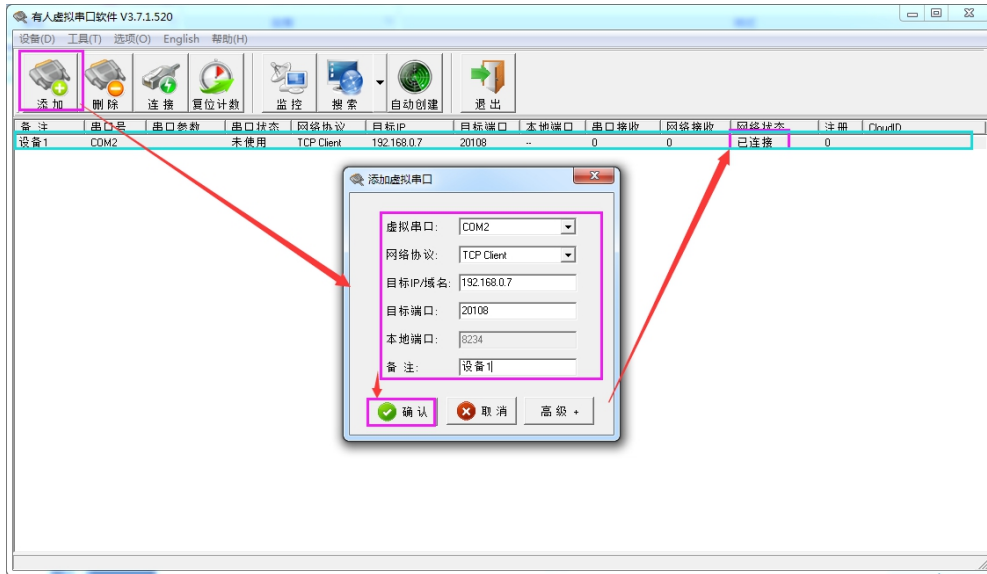 有人虚拟串口软件 V3.7.1.520
设备(D) 工具(T) 选项(O) English 帮助(H)
添加 删除 连接 复位计数 监控 搜索 自动创建 退出
备注 串口号 串口参数 串口状态 网络协议 目标IP 目标端口 本地端口 串口接收 网络接收 网络状态 注册 CloudID
设备1 COM2 未使用 TCP Client 192.168.0.7 20108 -- 0 0 已连接 0
添加虚拟串口
虚拟串口: COM2
网络协议: TCP Client
目标IP/域名: 192.168.0.7
目标端口: 20108
本地端口: 8234
备 注: 设备1
确认 取消 高级 +